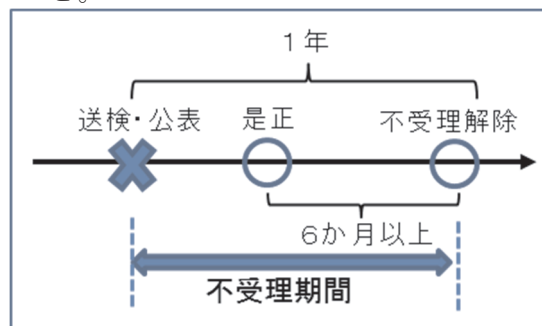 る。
1年
送検・公表 是正 不受理解除
6か月以上
不受理期間